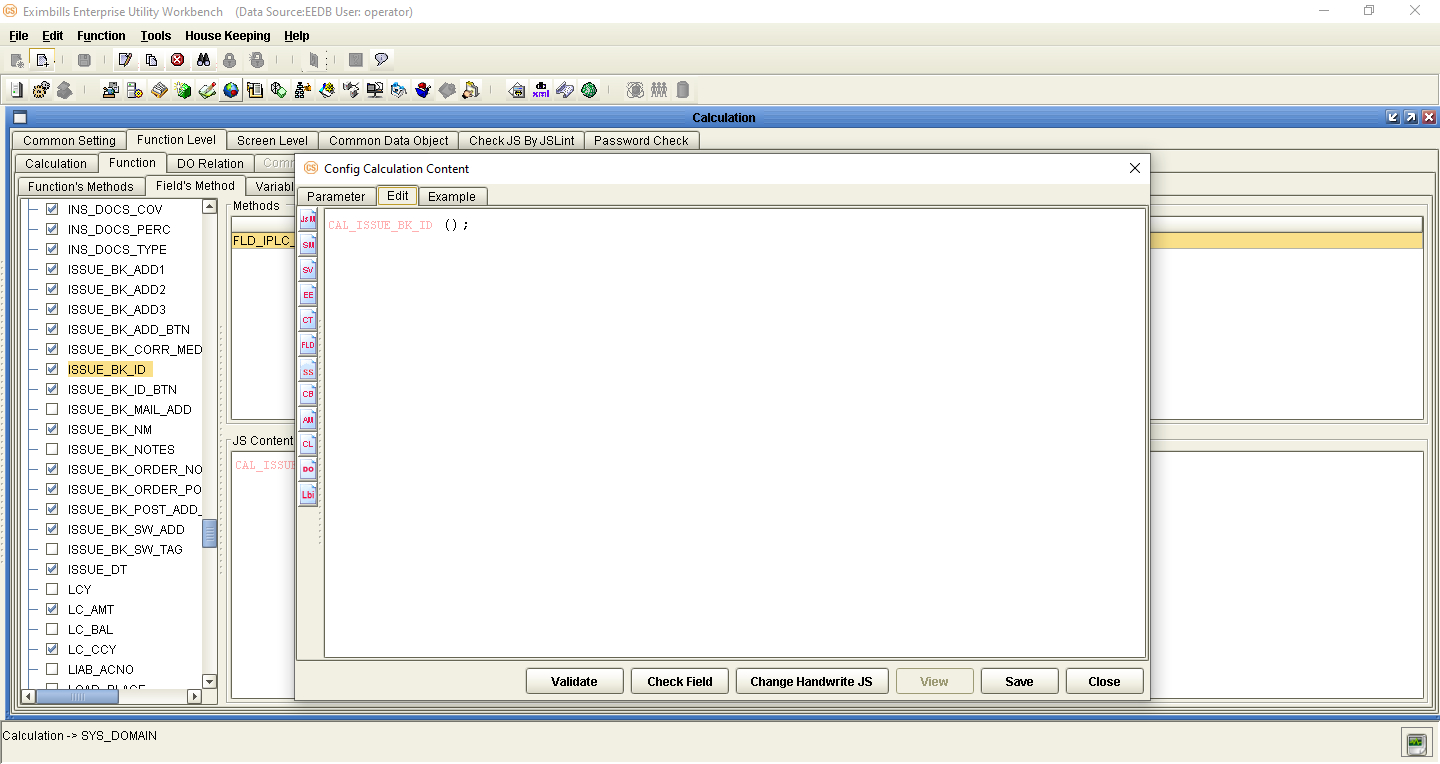 Eximbills Enterprise Utility Workbench (Data Source:EEDB User: operator)
File Edit Function Tools House Keeping Help
Calculation
Common Setting Function Level Screen Level Common Data Object Check JS By JSLint Password Check
Calculation Function DO Relation
Function's Methods Field's Method
INS_DOCS_COV
INS_DOCS_PERC
INS_DOCS_TYPE
ISSUE_BK_ADD1
ISSUE_BK_ADD2
ISSUE_BK_ADD3
ISSUE_BK_ADD_BTN
ISSUE_BK_CORR_MED
ISSUE_BK_ID
ISSUE_BK_ID_BTN
ISSUE_BK_MAIL_ADD
ISSUE_BK_NM
ISSUE_BK_NOTES
ISSUE_BK_ORDER_NO
ISSUE_BK_ORDER_PO
ISSUE_BK_POST_ADD_
ISSUE_BK_SW_ADD
ISSUE_BK_SW_TAG
ISSUE_DT
LCY
LC_AMT
LC_BAL
LC_CCY
LIAB_ACNO
Methods
FLD_IPLC_
JS Content
CAL_ISSUE
Config Calculation Content
Parameter Edit Example
Js M
SM
SV
EE
CT
FLD
SS
CB
AM
CL
DO
Lbi
CAL_ISSUE_BK_ID ();
Validate Check Field Change Handwrite JS View Save Close
Calculation -> SYS_DOMAIN